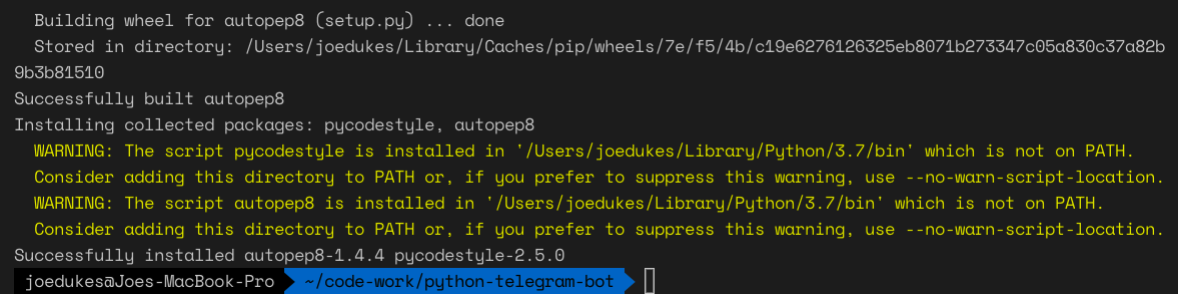 Building wheel for autopep8 (setup.py) ... done
Stored in directory: /Users/joedukes/Library/Caches/pip/wheels/7e/f5/4b/c19e6276126325eb8071b273347c05a830c37a82b
9b3b81510
Successfully built autopep8
Installing collected packages: pycodestyle, autopep8
WARNING: The script pycodestyle is installed in '/Users/joedukes/Library/Python/3.7/bin' which is not on PATH.
Consider adding this directory to PATH or, if you prefer to suppress this warning, use --no-warn-script-location.
WARNING: The script autopep8 is installed in '/Users/joedukes/Library/Python/3.7/bin' which is not on PATH.
Consider adding this directory to PATH or, if you prefer to suppress this warning, use --no-warn-script-location.
Successfully installed autopep8-1.4.4 pycodestyle-2.5.0
joedukes@Joes-MacBook-Pro ~/code-work/python-telegram-bot